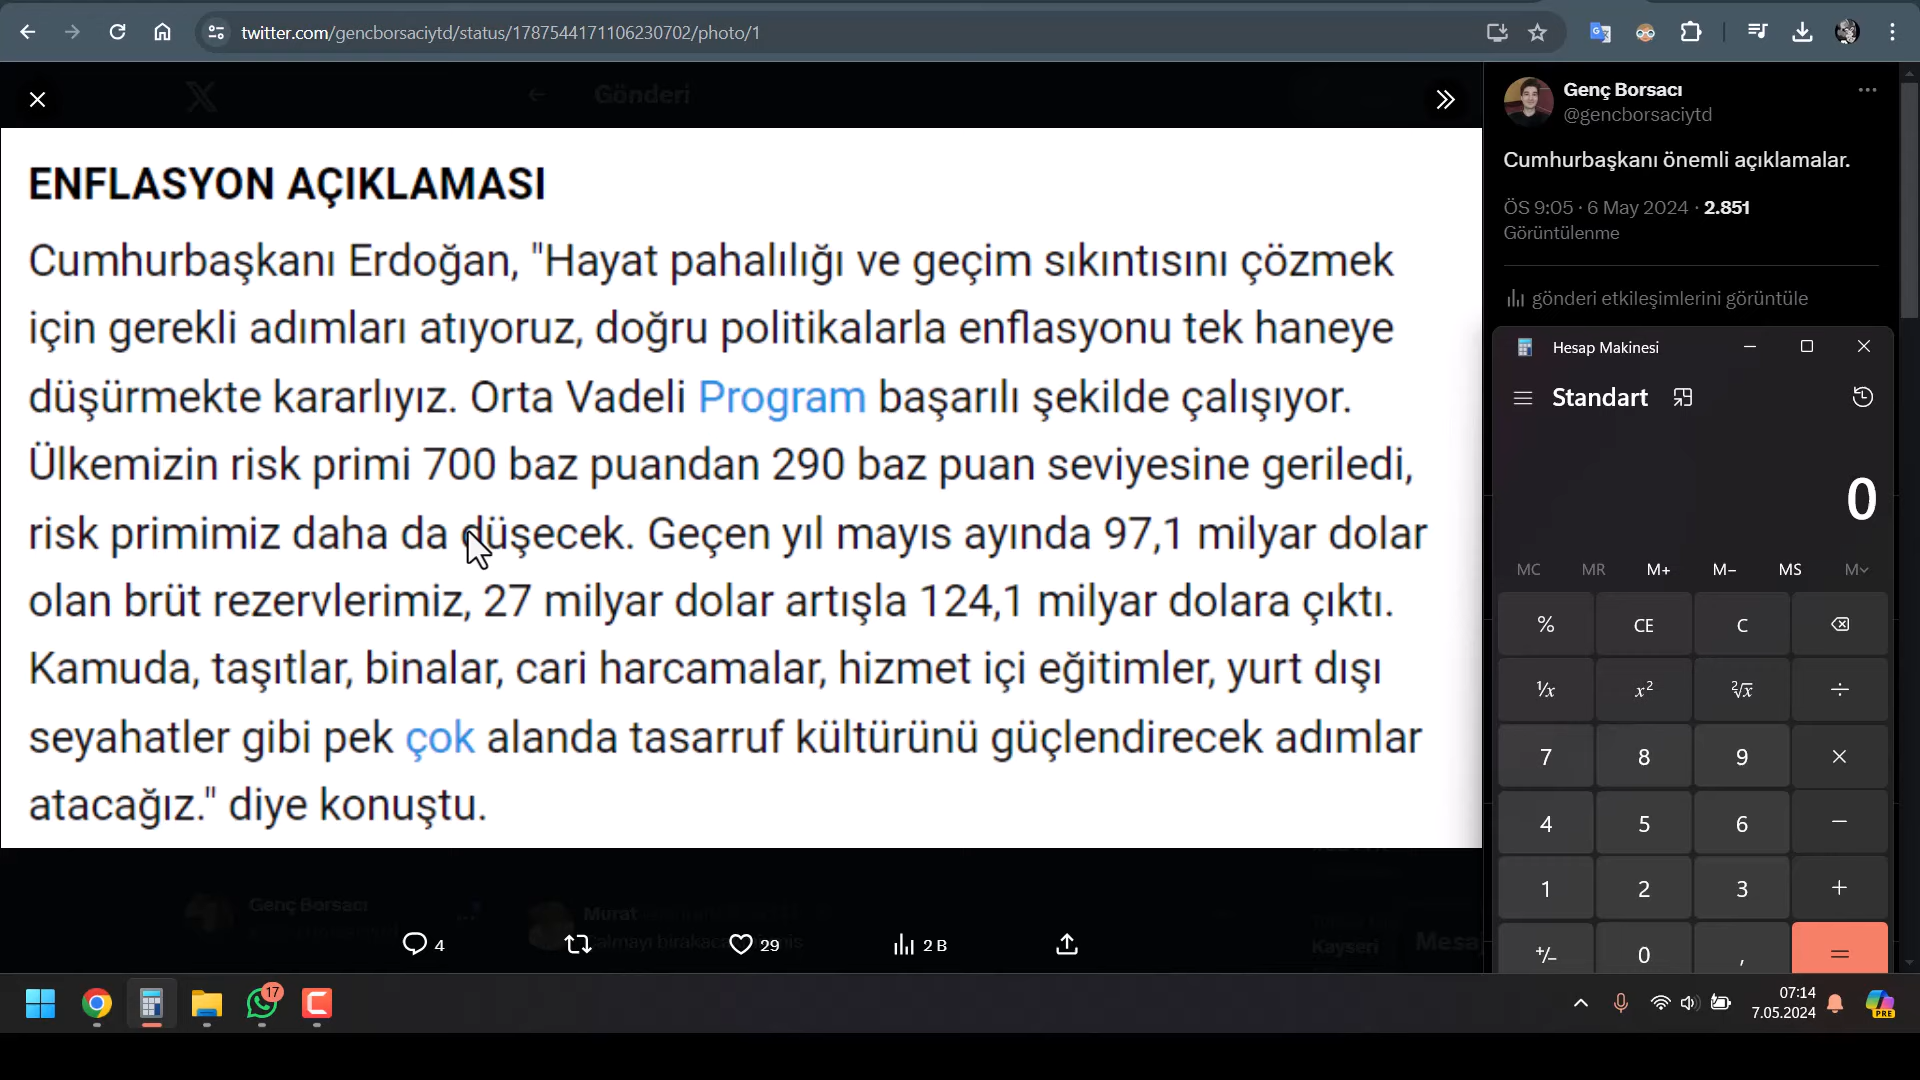 twitter.com/gencborsaciytd/status/1787544171106230702/photo/1
Gönderi
ENFLASYON AÇIKLAMASI
Cumhurbaşkanı Erdoğan, "Hayat pahalılığı ve geçim sıkıntısını çözmek
için gerekli adımları atıyoruz, doğru politikalarla enflasyonu tek haneye
düşürmekte kararlıyız. Orta Vadeli Program başarılı şekilde çalışıyor.
Ülkemizin risk primi 700 baz puandan 290 baz puan seviyesine geriledi,
risk primimiz daha da düşecek. Geçen yıl mayıs ayında 97,1 milyar dolar
olan brüt rezervlerimiz, 27 milyar dolar artışla 124,1 milyar dolara çıktı.
Kamuda, taşıtlar, binalar, cari harcamalar, hizmet içi eğitimler, yurt dışı
seyahatler gibi pek çok alanda tasarruf kültürünü güçlendirecek adımlar
atacağız." diye konuştu.
Genç Borsacı
Murat
4
29
2 B
Kayseri
Genç Borsacı
@gencborsaciytd
Cumhurbaşkanı önemli açıklamalar.
ÖS 9:05 · 6 May 2024 · 2.851
Görüntülenme
gönderi etkileşimlerini görüntüle
Hesap Makinesi
Standart
0
MC MR M+ M− MS M
% CE C
¹/x x² ²√x ÷
7 8 9 ×
4 5 6 −
1 2 3 +
+/− 0 , =
17
07:14
7.05.2024
PRE